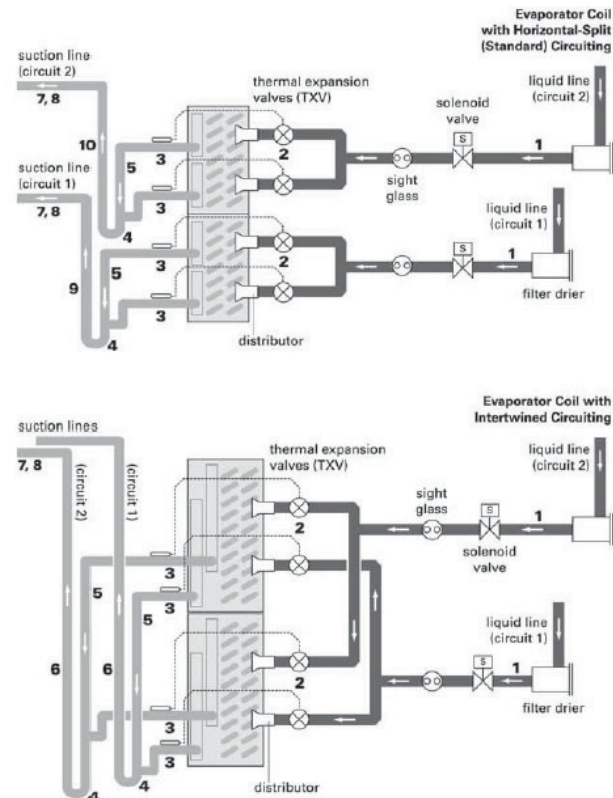 Evaporator Coil
with Horizontal-Split
(Standard) Circuiting
suction line
(circuit 2)
7, 8
thermal expansion
valves (TXV)
solenoid
valve
liquid line
(circuit 2)
S
10
5
3
2
1
suction line
(circuit 1)
7, 8
3
4
sight
glass
liquid line
(circuit 1)
S
5
3
2
1
9
3
4
filter drier
distributor
Evaporator Coil with
Intertwined Circuiting
suction lines
7, 8
(circuit 2)
(circuit 1)
thermal expansion
valves (TXV)
sight
glass
liquid line
(circuit 2)
S
1
2
solenoid
valve
3
5
3
5
liquid line
(circuit 1)
6
6
S
2
1
3
filter drier
3
4
4
distributor